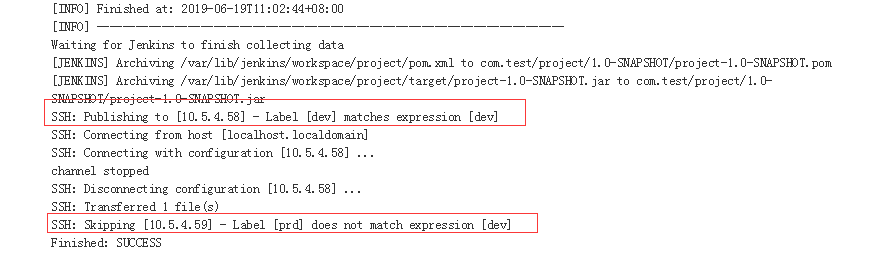 [INFO] Finished at: 2019-06-19T11:02:44+08:00
[INFO] ------------------------------------------------------------------------
Waiting for Jenkins to finish collecting data
[JENKINS] Archiving /var/lib/jenkins/workspace/project/pom.xml to com.test/project/1.0-SNAPSHOT/project-1.0-SNAPSHOT.pom
[JENKINS] Archiving /var/lib/jenkins/workspace/project/target/project-1.0-SNAPSHOT.jar to com.test/project/1.0-
SNAPSHOT/project-1.0-SNAPSHOT.jar
SSH: Publishing to [10.5.4.58] - Label [dev] matches expression [dev]
SSH: Connecting from host [localhost.localdomain]
SSH: Connecting with configuration [10.5.4.58] ...
channel stopped
SSH: Disconnecting configuration [10.5.4.58] ...
SSH: Transferred 1 file(s)
SSH: Skipping [10.5.4.59] - Label [prd] does not match expression [dev]
Finished: SUCCESS